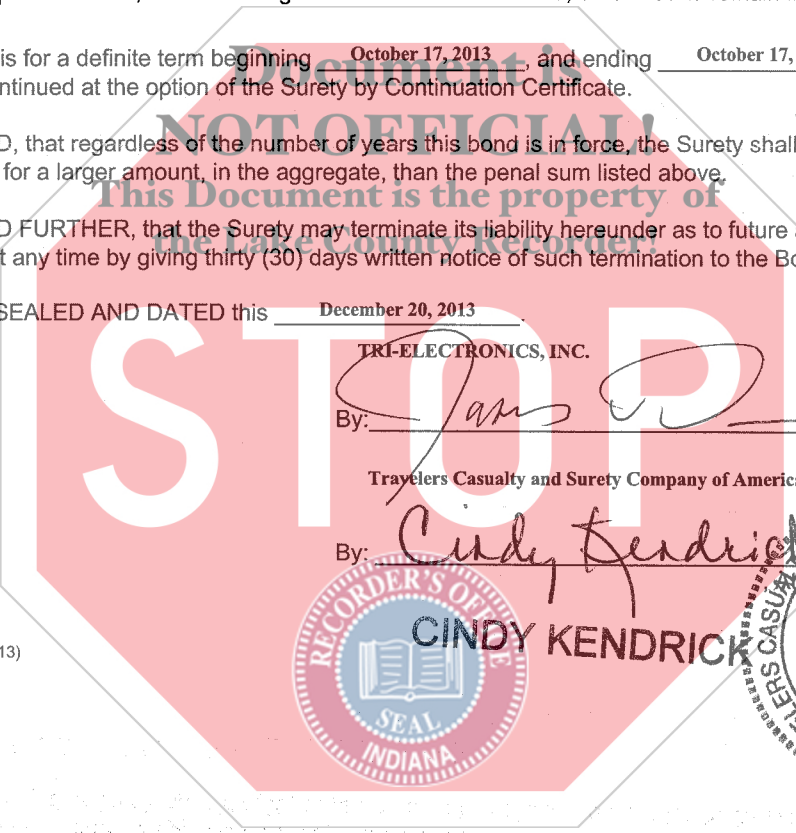 is for a definite term beginning October 17, 2013, and ending October 17,
ntinued at the option of the Surety by Continuation Certificate.
D, that regardless of the number of years this bond is in force, the Surety shall
for a larger amount, in the aggregate, than the penal sum listed above.
D FURTHER, that the Surety may terminate its liability hereunder as to future
t any time by giving thirty (30) days written notice of such termination to the Bo
SEALED AND DATED this December 20, 2013.
Document is
NOT OFFICIAL!
This Document is the property of
the Lake County Recorder!
STOP
TRI-ELECTRONICS, INC.
By:
Travelers Casualty and Surety Company of Americ
By: Cindy Kendrick
CINDY KENDRICK
13)
RECORDER'S OFFICE
SEAL
INDIANA
LERS CASUAL